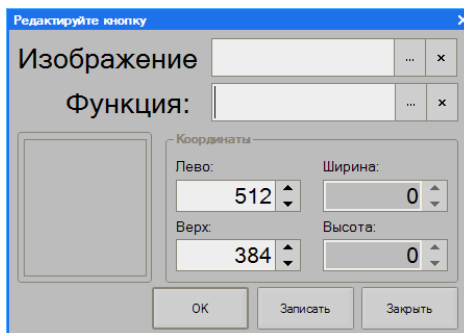 Редактируйте кнопку
Изображение ... x
Функция: ... x
Координаты
Лево: Ширина:
512 0
Верх: Высота:
384 0
OK Записать Закрыть